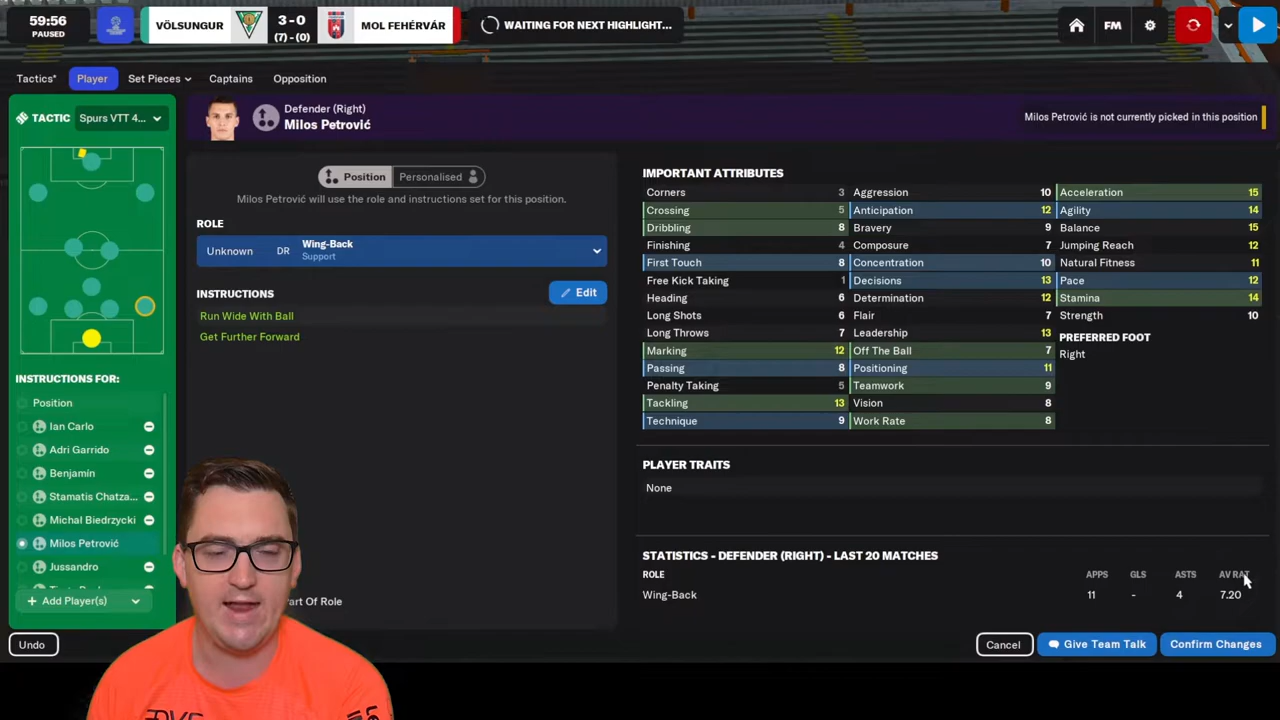 59:56
PAUSED
VÖLSUNGUR
3 - 0
(7) - (0)
MOL FEHÉRVÁR
WAITING FOR NEXT HIGHLIGHT...
FM
Tactics*
Player
Set Pieces
Captains
Opposition
TACTIC
Spurs VTT 4...
Defender (Right)
Milos Petrović
Milos Petrović is not currently picked in this position
Position
Personalised
Milos Petrović will use the role and instructions set for this position.
ROLE
Unknown DR Wing-Back
Support
INSTRUCTIONS
Edit
Run Wide With Ball
Get Further Forward
INSTRUCTIONS FOR:
Position
Ian Carlo
Adri Garrido
Benjamín
Stamatis Chatza...
Michal Biedrzycki
Milos Petrović
Jussandro
Add Player(s)
art Of Role
IMPORTANT ATTRIBUTES
Corners 3 Aggression 10 Acceleration 15
Crossing 5 Anticipation 12 Agility 14
Dribbling 8 Bravery 9 Balance 15
Finishing 4 Composure 7 Jumping Reach 12
First Touch 8 Concentration 10 Natural Fitness 11
Free Kick Taking 1 Decisions 13 Pace 12
Heading 6 Determination 12 Stamina 14
Long Shots 6 Flair 7 Strength 10
Long Throws 7 Leadership 13 PREFERRED FOOT
Marking 12 Off The Ball 7 Right
Passing 8 Positioning 11
Penalty Taking 5 Teamwork 9
Tackling 13 Vision 8
Technique 9 Work Rate 8
PLAYER TRAITS
None
STATISTICS - DEFENDER (RIGHT) - LAST 20 MATCHES
ROLE APPS GLS ASTS AV RAT
Wing-Back 11 - 4 7.20
Undo
Cancel
Give Team Talk
Confirm Changes